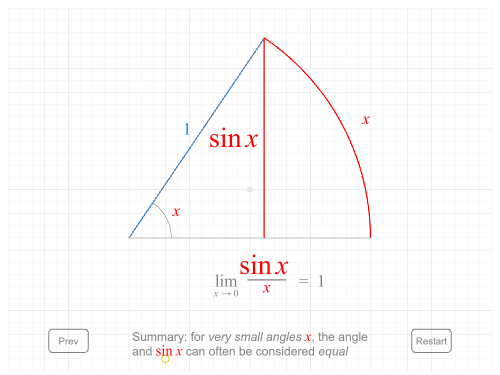 1
sin x
x
x
lim x → 0 sin x / x = 1
Prev
Summary: for very small angles x, the angle
and sin x can often be considered equal
Restart